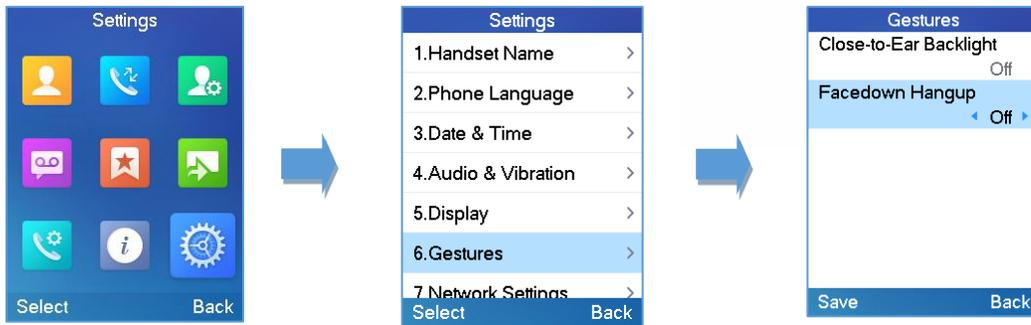 Settings
Select Back
Settings
1.Handset Name
2.Phone Language
3.Date & Time
4.Audio & Vibration
5.Display
6.Gestures
7.Network Settings
Select Back
Gestures
Close-to-Ear Backlight
Off
Facedown Hangup
Off
Save Back